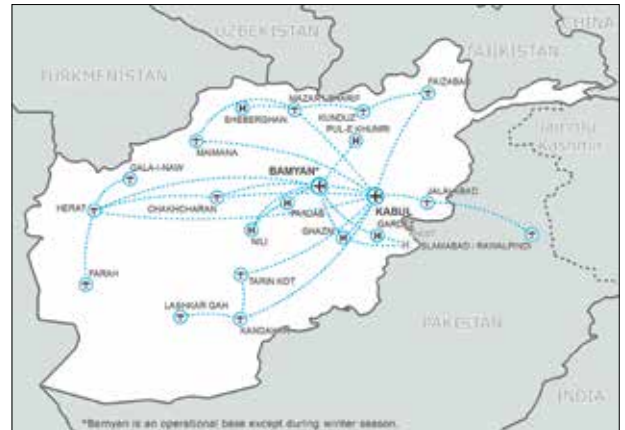 UZBEKISTAN
CHINA
TURKMENISTAN
TAJIKISTAN
MAZAR-I-SHARIF
FAIZABAD
SHEBERGHAN
KUNDUZ
PUL-E KHUMRI
Jammu
Kashmir
MAIMANA
QALA-I-NAW
BAMYAN*
JALALABAD
HERAT
CHAKHCHARAN
KABUL
GHAZNI
NILI
ISLAMABAD - RAWALPINDI
FARAH
TARIN KOT
LASHKAR GAH
KANDAHAR
PAKISTAN
INDIA
*Bamyan is an operational base except during winter season.